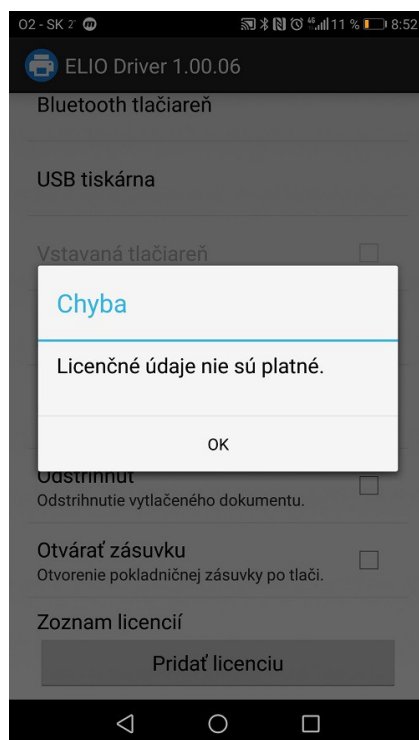 O2 - SK 2' 11 % 8:52
ELIO Driver 1.00.06
Bluetooth tlačiareň
USB tiskárna
Vstavaná tlačiareň
Chyba
Licenčné údaje nie sú platné.
OK
Odstrihnúť
Odstrihnutie vytlačeného dokumentu.
Otvárať zásuvku
Otvorenie pokladničnej zásuvky po tlači.
Zoznam licencií
Pridať licenciu